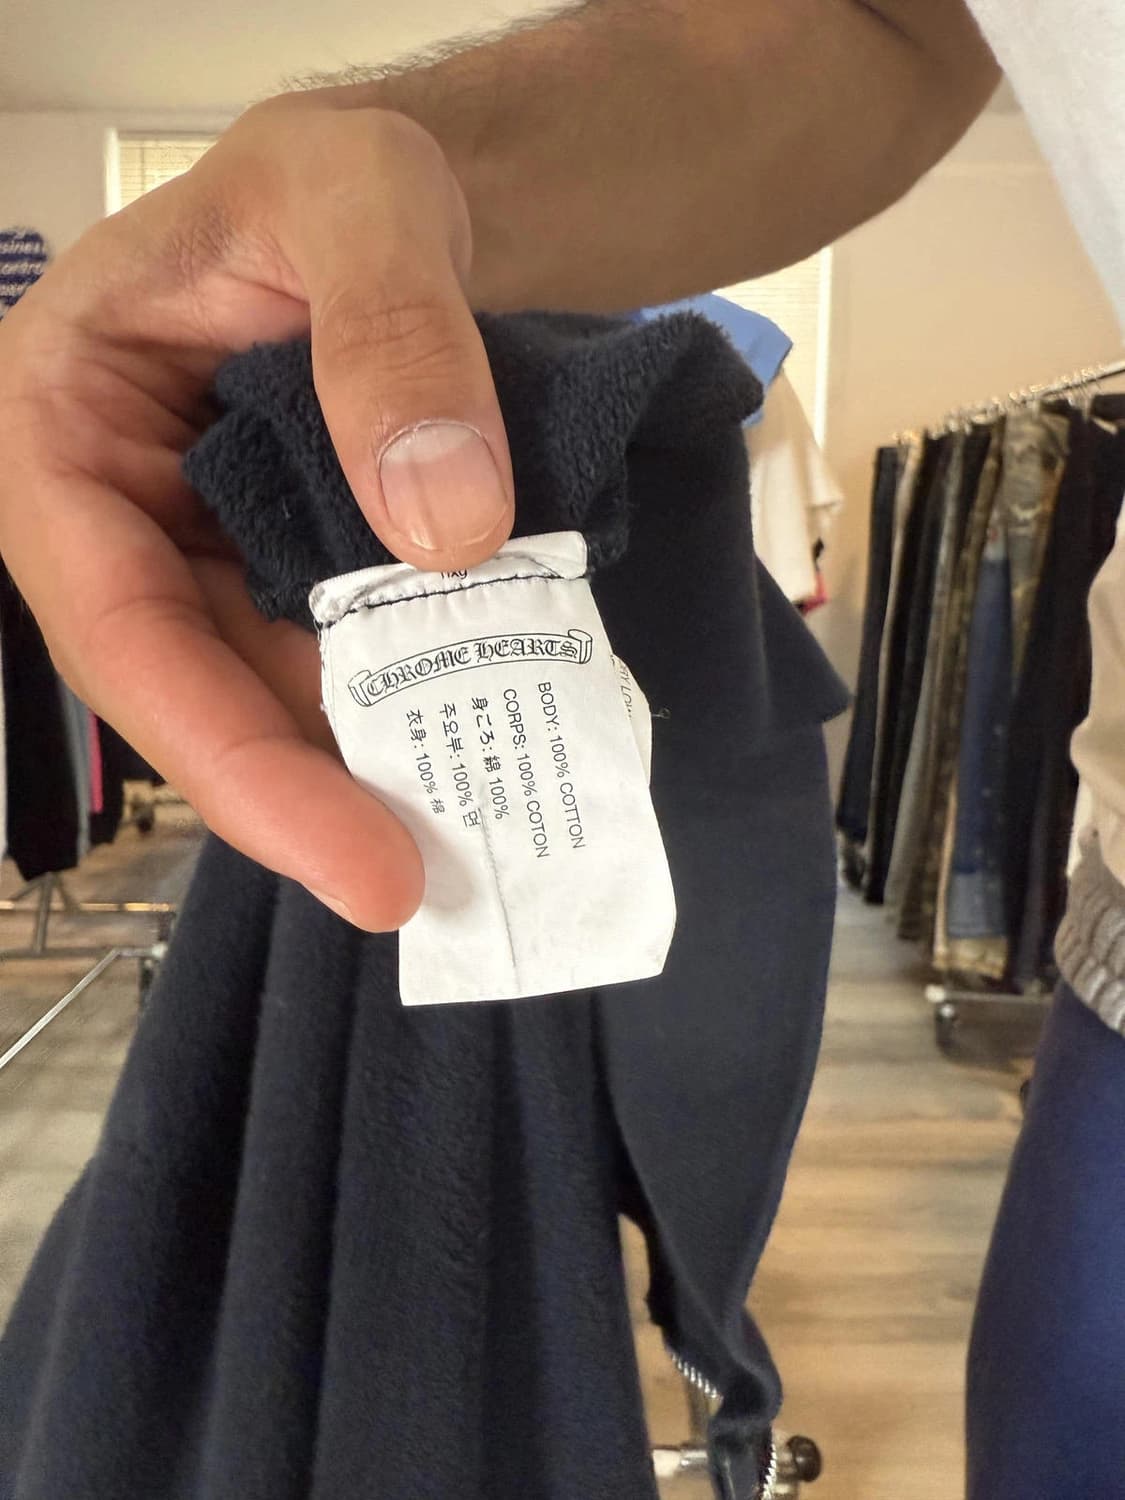 CHROME HEARTS
BODY: 100% COTTON
CORPS: 100% COTON
身ごろ: 綿 100%
주요부: 100% 면
衣身: 100% 棉